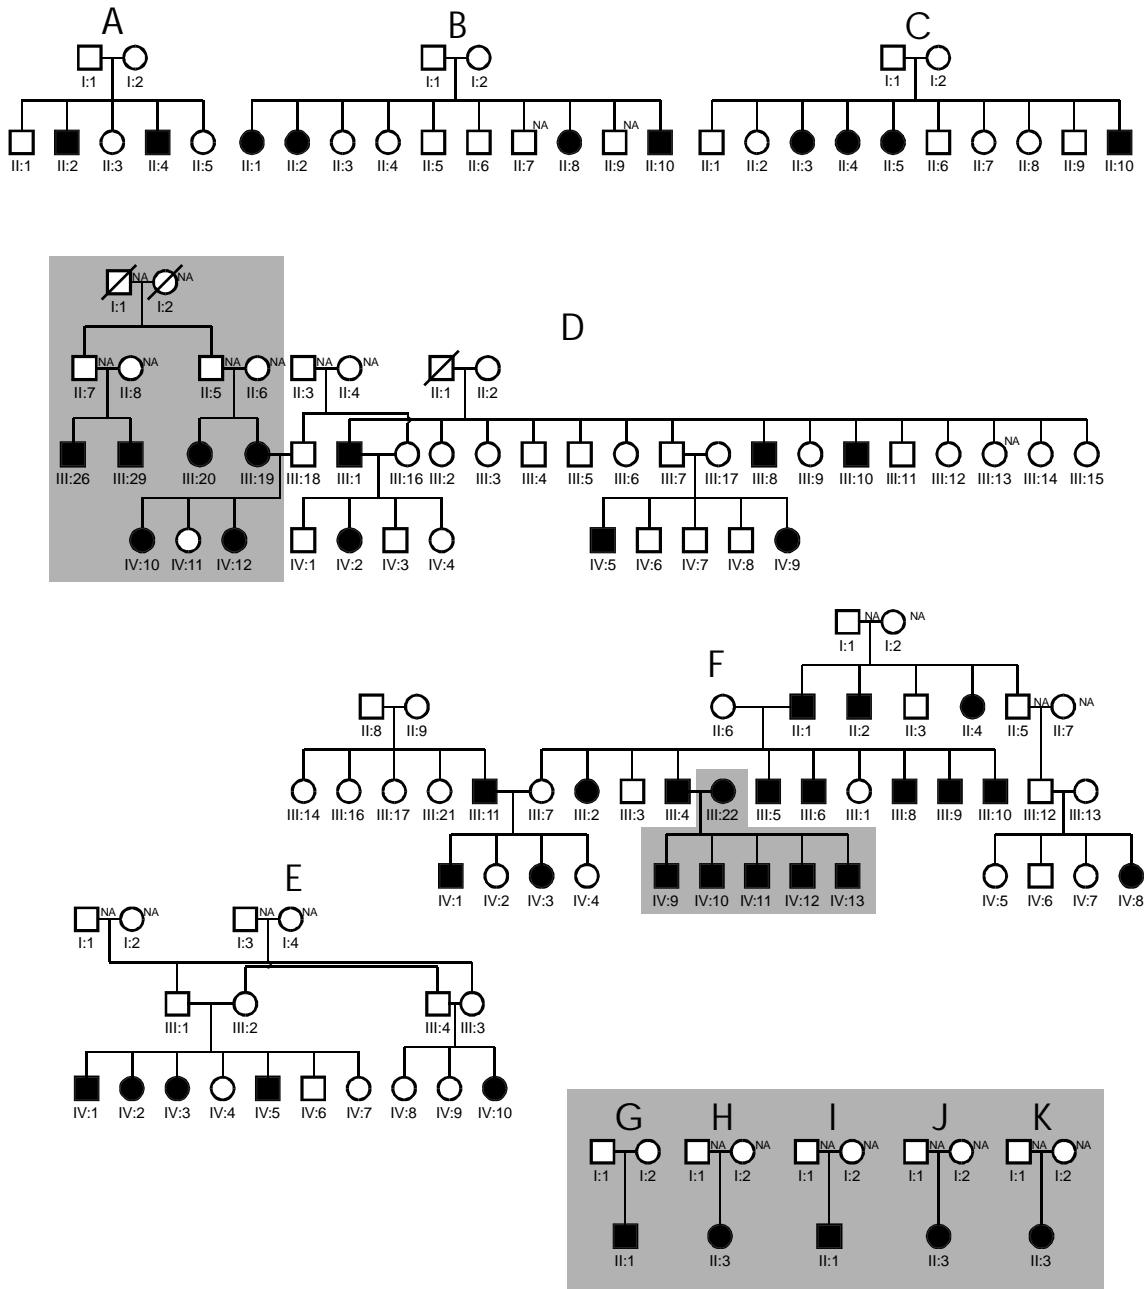 A B C
I:1 I:2 I:1 I:2 I:1 I:2
NA NA
II:1 II:2 II:3 II:4 II:5 II:1 II:2 II:3 II:4 II:5 II:6 II:7 II:8 II:9 II:10 II:1 II:2 II:3 II:4 II:5 II:6 II:7 II:8 II:9 II:10
NA NA
I:1 I:2
D
NA NA NA NA NA NA
II:7 II:8 II:5 II:6 II:3 II:4 II:1 II:2
NA
III:26 III:29 III:20 III:19 III:18 III:1 III:16 III:2 III:3 III:4 III:5 III:6 III:7 III:17 III:8 III:9 III:10 III:11 III:12 III:13 III:14 III:15
IV:10 IV:11 IV:12 IV:1 IV:2 IV:3 IV:4 IV:5 IV:6 IV:7 IV:8 IV:9
NA NA
I:1 I:2
F
NA NA
II:8 II:9 II:6 II:1 II:2 II:3 II:4 II:5 II:7
III:14 III:16 III:17 III:21 III:11 III:7 III:2 III:3 III:4 III:22 III:5 III:6 III:1 III:8 III:9 III:10 III:12 III:13
IV:1 IV:2 IV:3 IV:4 IV:9 IV:10 IV:11 IV:12 IV:13 IV:5 IV:6 IV:7 IV:8
E
NA NA NA NA
I:1 I:2 I:3 I:4
III:1 III:2 III:4 III:3
IV:1 IV:2 IV:3 IV:4 IV:5 IV:6 IV:7 IV:8 IV:9 IV:10
G H I J K
NA NA NA NA NA NA NA NA
I:1 I:2 I:1 I:2 I:1 I:2 I:1 I:2 I:1 I:2
II:1 II:3 II:1 II:3 II:3